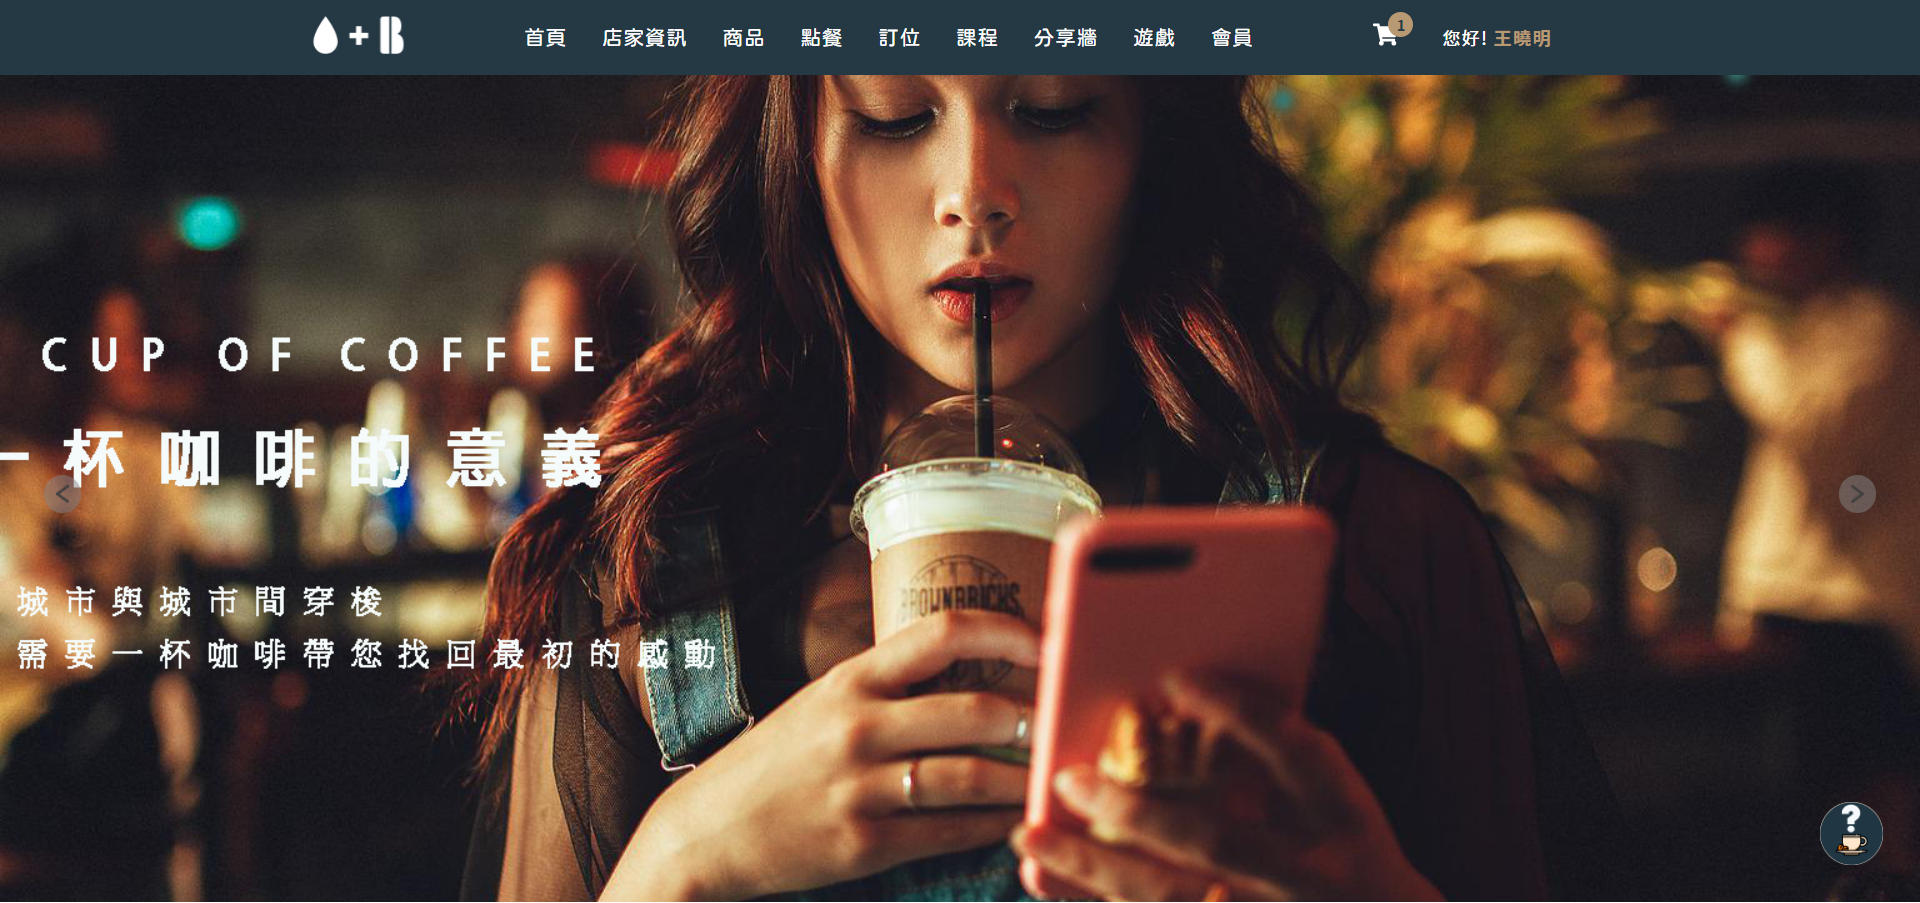 + B
首頁 店家資訊 商品 點餐 訂位 課程 分享牆 遊戲 會員 1 您好! 王曉明
CUP OF COFFEE
一杯咖啡的意義
城市與城市間穿梭
需要一杯咖啡帶您找回最初的感動
BROWNBRICKS
?